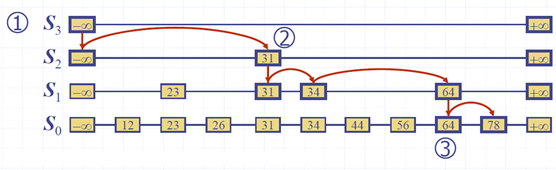 ① S₃ −∞ +∞
② 
S₂ −∞ 31 +∞
S₁ −∞ 23 31 34 64 +∞
S₀ −∞ 12 23 26 31 34 44 56 64 78 +∞
③